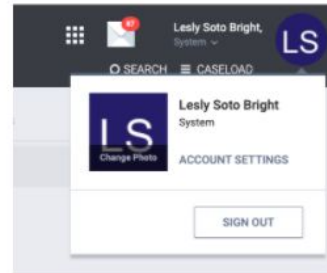 87
Lesly Soto Bright,
System
LS
SEARCH CASELOAD
LS
Change Photo
Lesly Soto Bright
System
ACCOUNT SETTINGS
SIGN OUT